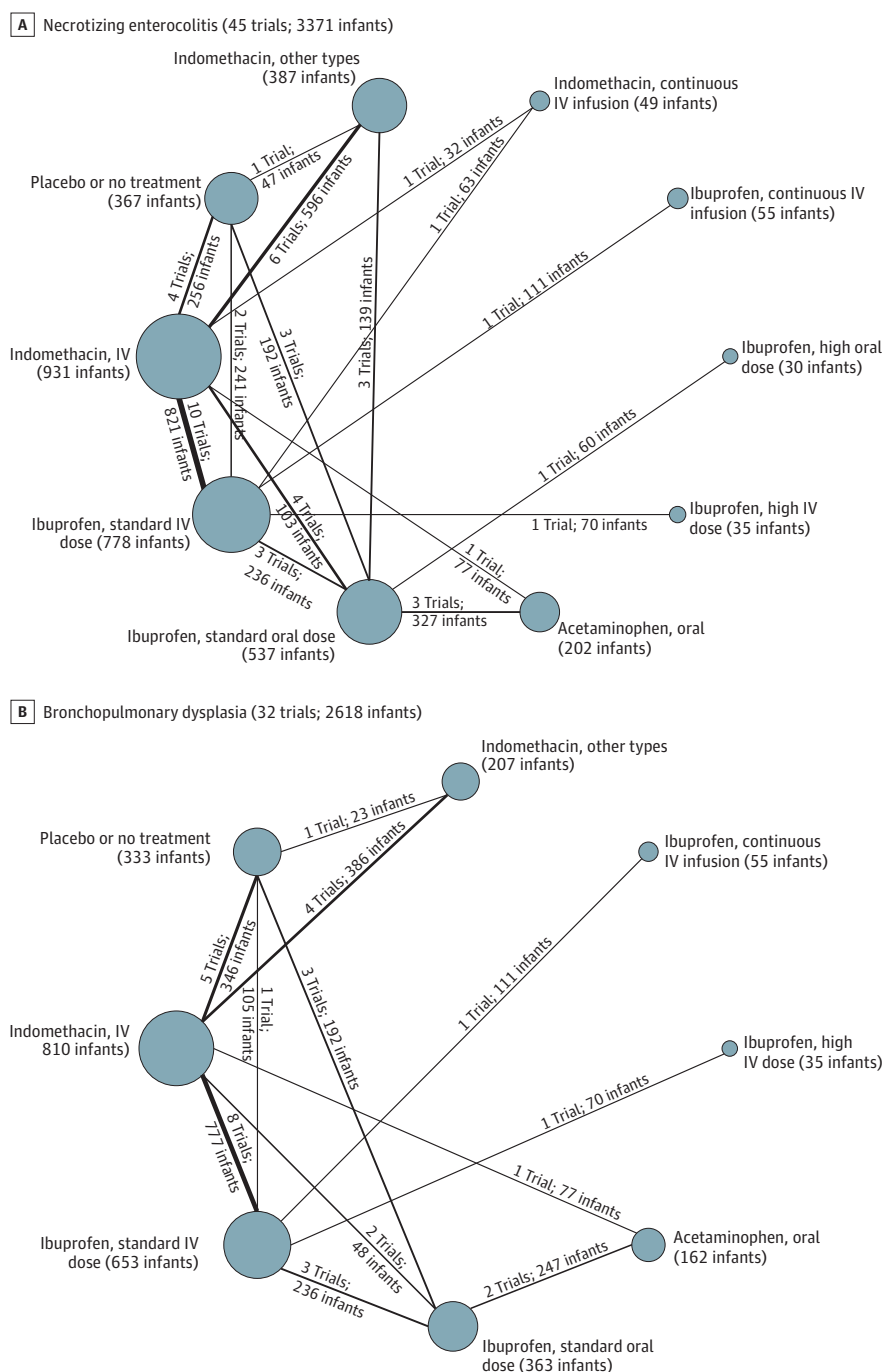 A Necrotizing enterocolitis (45 trials; 3371 infants)
Indomethacin, other types
(387 infants)
Indomethacin, continuous
IV infusion (49 infants)
Placebo or no treatment
(367 infants)
1 Trial;
47 infants
6 Trials; 596 infants
1 Trial; 32 infants
1 Trial; 63 infants
Ibuprofen, continuous IV
infusion (55 infants)
4 Trials;
256 infants
2 Trials; 241 infants
3 Trials;
192 infants
3 Trials; 139 infants
1 Trial; 111 infants
Indomethacin, IV
(931 infants)
Ibuprofen, high oral
dose (30 infants)
10 Trials;
821 infants
4 Trials;
103 infants
1 Trial; 60 infants
Ibuprofen, standard IV
dose (778 infants)
1 Trial; 70 infants
Ibuprofen, high IV
dose (35 infants)
3 Trials;
236 infants
1 Trial;
77 infants
3 Trials;
327 infants
Ibuprofen, standard oral dose
(537 infants)
Acetaminophen, oral
(202 infants)
B Bronchopulmonary dysplasia (32 trials; 2618 infants)
Indomethacin, other types
(207 infants)
Placebo or no treatment
(333 infants)
1 Trial; 23 infants
4 Trials; 386 infants
Ibuprofen, continuous
IV infusion (55 infants)
5 Trials;
346 infants
1 Trial;
105 infants
3 Trials; 192 infants
1 Trial; 111 infants
Indomethacin, IV
810 infants)
Ibuprofen, high
IV dose (35 infants)
8 Trials;
777 infants
1 Trial; 70 infants
1 Trial; 77 infants
Ibuprofen, standard IV
dose (653 infants)
2 Trials;
48 infants
3 Trials;
236 infants
2 Trials; 247 infants
Acetaminophen, oral
(162 infants)
Ibuprofen, standard oral
dose (363 infants)